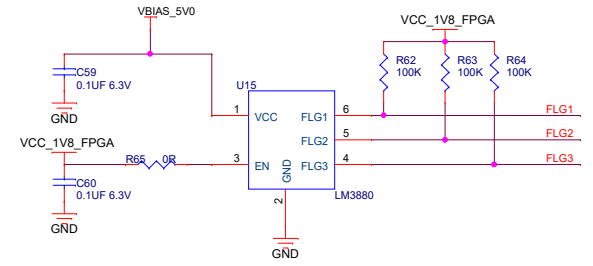 VBIAS_5V0
VCC_1V8_FPGA
C59
0.1UF 6.3V
GND
R62
100K
R63
100K
R64
100K
U15
1
VCC
FLG1
6
FLG1
FLG2
5
FLG2
VCC_1V8_FPGA
R65 0R
3
EN
FLG3
4
FLG3
GND
C60
0.1UF 6.3V
GND
2
LM3880
GND